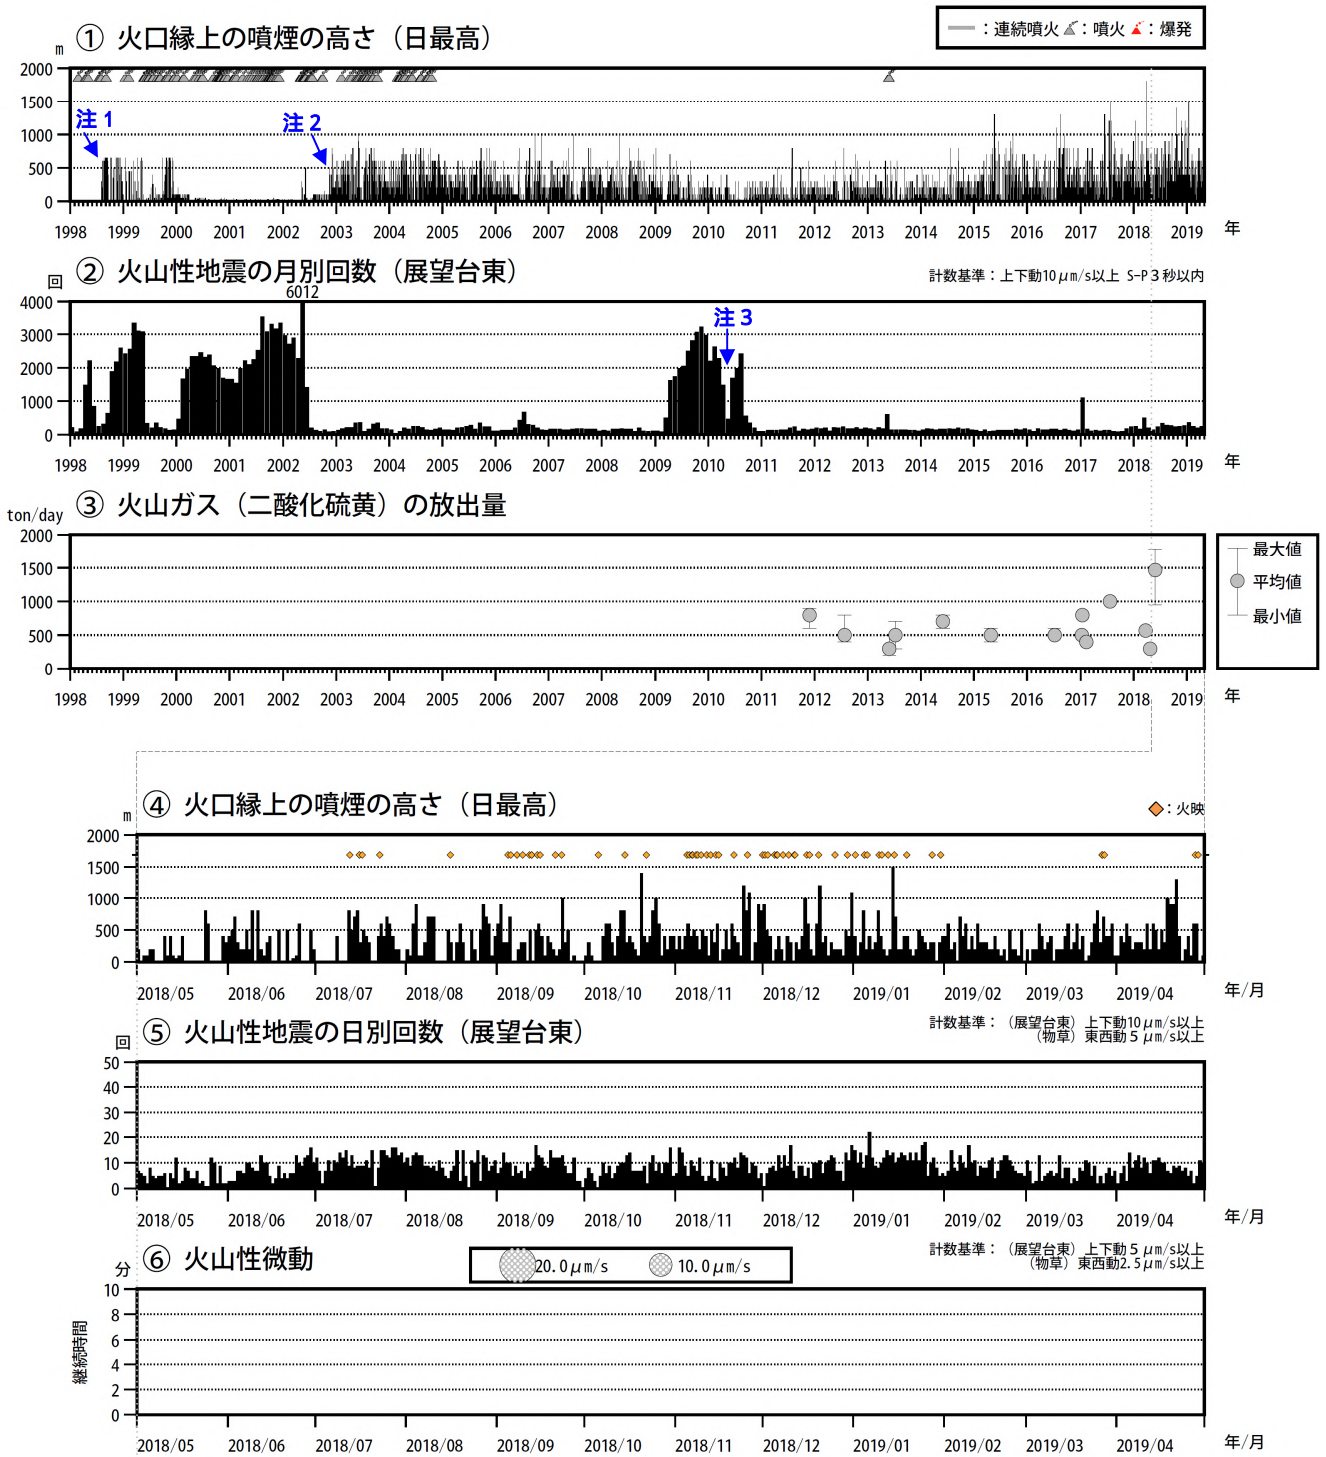 ① 火口縁上の噴煙の高さ（日最高）
：連続噴火 ：噴火 ：爆発
m
2000
1500
1000
500
0
注１
注２
1998 1999 2000 2001 2002 2003 2004 2005 2006 2007 2008 2009 2010 2011 2012 2013 2014 2015 2016 2017 2018 2019 年
② 火山性地震の月別回数（展望台東）
計数基準：上下動10μm/s以上 S-P３秒以内
回
6012
4000
3000
2000
1000
0
注３
1998 1999 2000 2001 2002 2003 2004 2005 2006 2007 2008 2009 2010 2011 2012 2013 2014 2015 2016 2017 2018 2019 年
③ 火山ガス（二酸化硫黄）の放出量
ton/day
2000
1500
1000
500
0
最大値
平均値
最小値
1998 1999 2000 2001 2002 2003 2004 2005 2006 2007 2008 2009 2010 2011 2012 2013 2014 2015 2016 2017 2018 2019 年
④ 火口縁上の噴煙の高さ（日最高）
：火映
m
2000
1500
1000
500
0
2018/05 2018/06 2018/07 2018/08 2018/09 2018/10 2018/11 2018/12 2019/01 2019/02 2019/03 2019/04 年/月
⑤ 火山性地震の日別回数（展望台東）
計数基準：（展望台東）上下動10μm/s以上
（物草）東西動５μm/s以上
回
50
40
30
20
10
0
2018/05 2018/06 2018/07 2018/08 2018/09 2018/10 2018/11 2018/12 2019/01 2019/02 2019/03 2019/04 年/月
⑥ 火山性微動
20.0μm/s 10.0μm/s
計数基準：（展望台東）上下動５μm/s以上
（物草）東西動2.5μm/s以上
分
継続時間
10
8
6
4
2
0
2018/05 2018/06 2018/07 2018/08 2018/09 2018/10 2018/11 2018/12 2019/01 2019/02 2019/03 2019/04 年/月